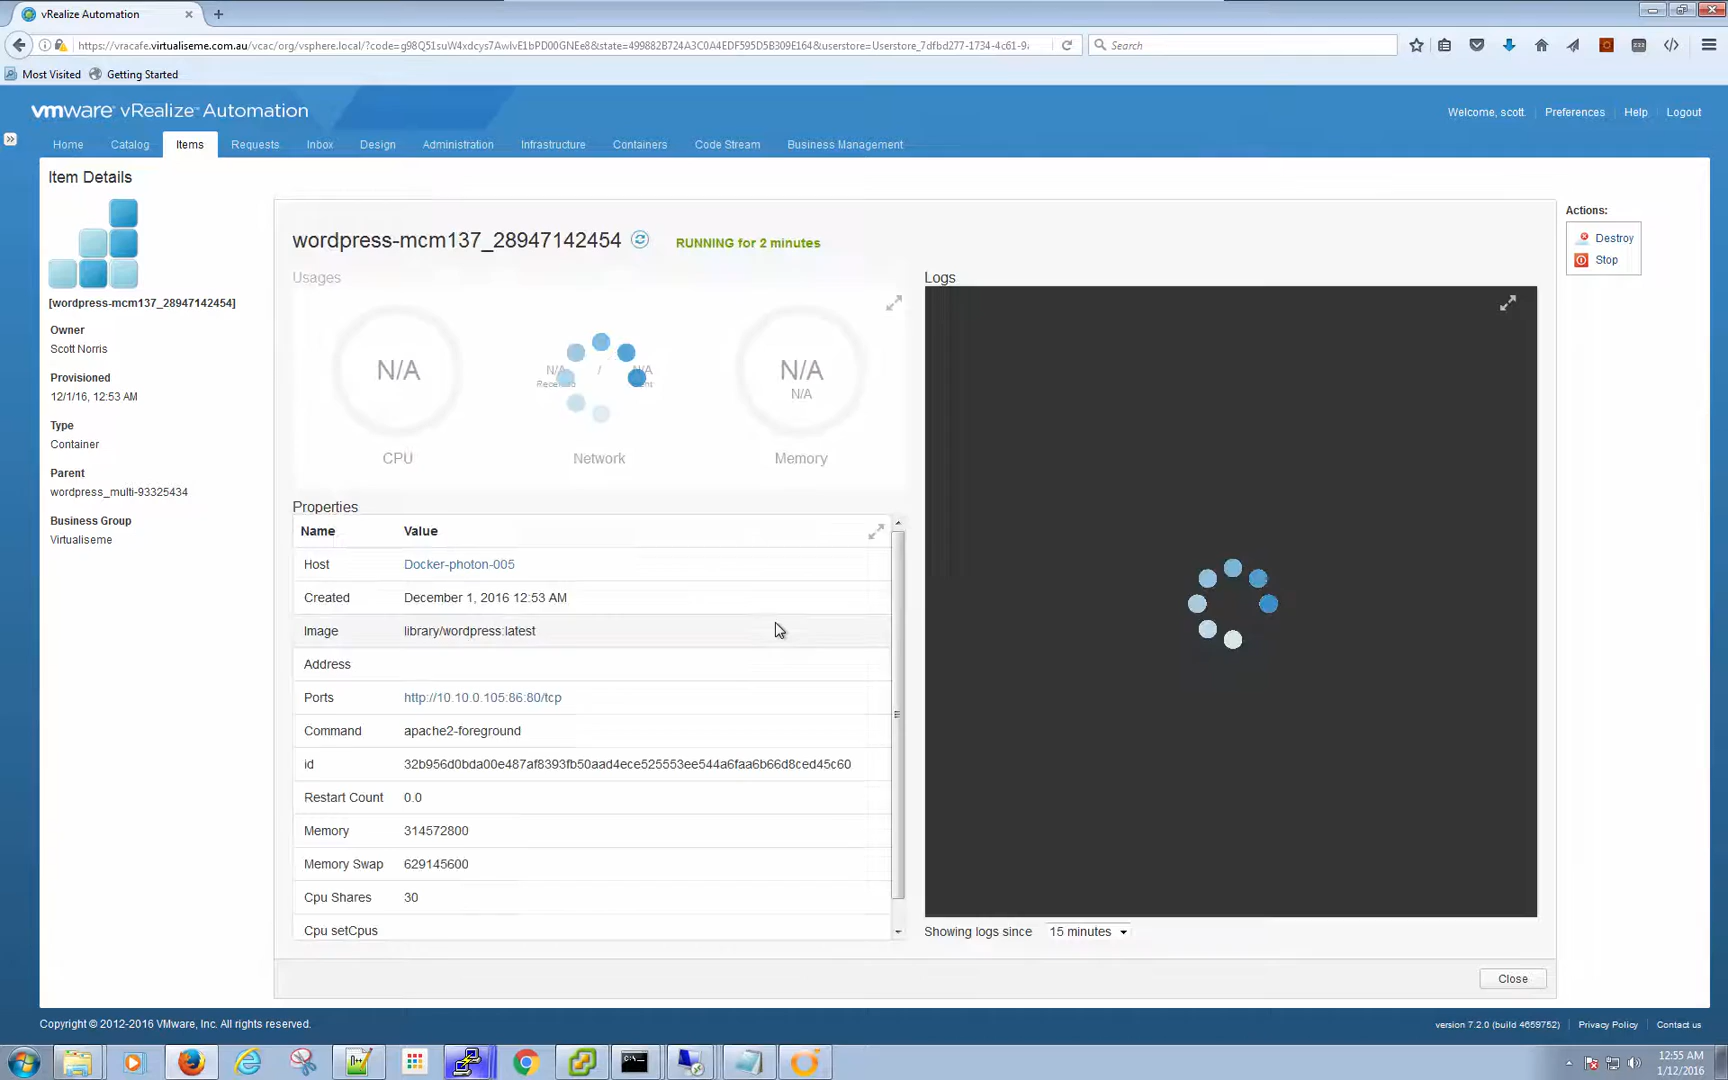 vRealize Automation
https://vracafe.virtualiseme.com.au/vcac/org/vsphere.local/?code=g98Q51suW4xdcys7AwIvE1bPD00GNEe8&state=499882B724A3C0A4EDF595D5B309E164&userstore=Userstore_7dfbd277-1734-4c61-9
Search
Most Visited
Getting Started
vmware vRealize Automation
Welcome, scott.
Preferences
Help
Logout
Home
Catalog
Items
Requests
Inbox
Design
Administration
Infrastructure
Containers
Code Stream
Business Management
Item Details
[wordpress-mcm137_28947142454]
Owner
Scott Norris
Provisioned
12/1/16, 12:53 AM
Type
Container
Parent
wordpress_multi-93325434
Business Group
Virtualiseme
wordpress-mcm137_28947142454
RUNNING for 2 minutes
Usages
N/A
CPU
N/A / N/A
Network
N/A
N/A
Memory
Properties
Name Value
Host Docker-photon-005
Created December 1, 2016 12:53 AM
Image library/wordpress:latest
Address
Ports http://10.10.0.105:86:80/tcp
Command apache2-foreground
id 32b956d0bda00e487af8393fb50aad4ece525553ee544a6faa6b66d8ced45c60
Restart Count 0.0
Memory 314572800
Memory Swap 629145600
Cpu Shares 30
Cpu setCpus
Logs
Showing logs since 15 minutes
Close
Actions:
Destroy
Stop
Copyright © 2012-2016 VMware, Inc. All rights reserved.
version 7.2.0 (build 4659752)
Privacy Policy
Contact us
12:55 AM
1/12/2016